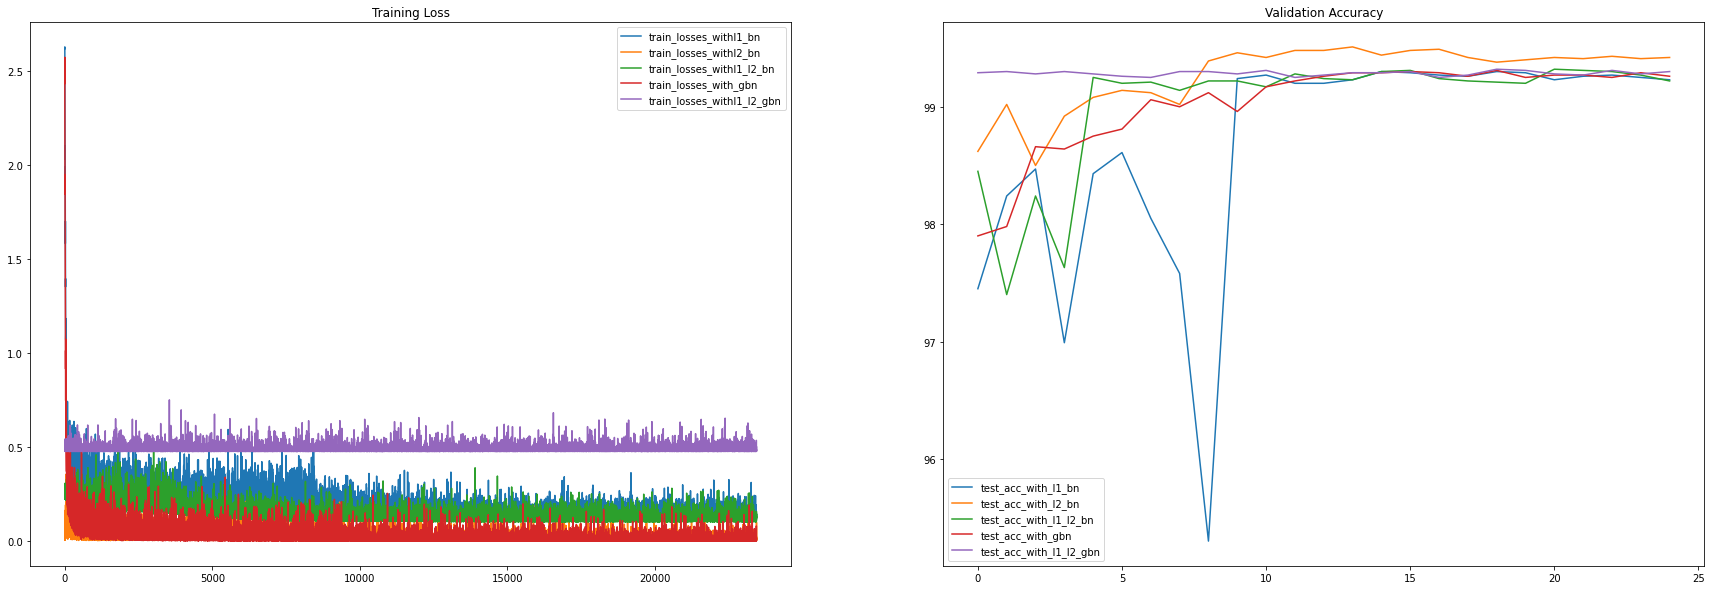 Training Loss
train_losses_withl1_bn
train_losses_withl2_bn
train_losses_withl1_l2_bn
train_losses_with_gbn
train_losses_withl1_l2_gbn
2.5
2.0
1.5
1.0
0.5
0.0
0 5000 10000 15000 20000
Validation Accuracy
99
98
97
96
test_acc_with_l1_bn
test_acc_with_l2_bn
test_acc_with_l1_l2_bn
test_acc_with_gbn
test_acc_with_l1_l2_gbn
0 5 10 15 20 25